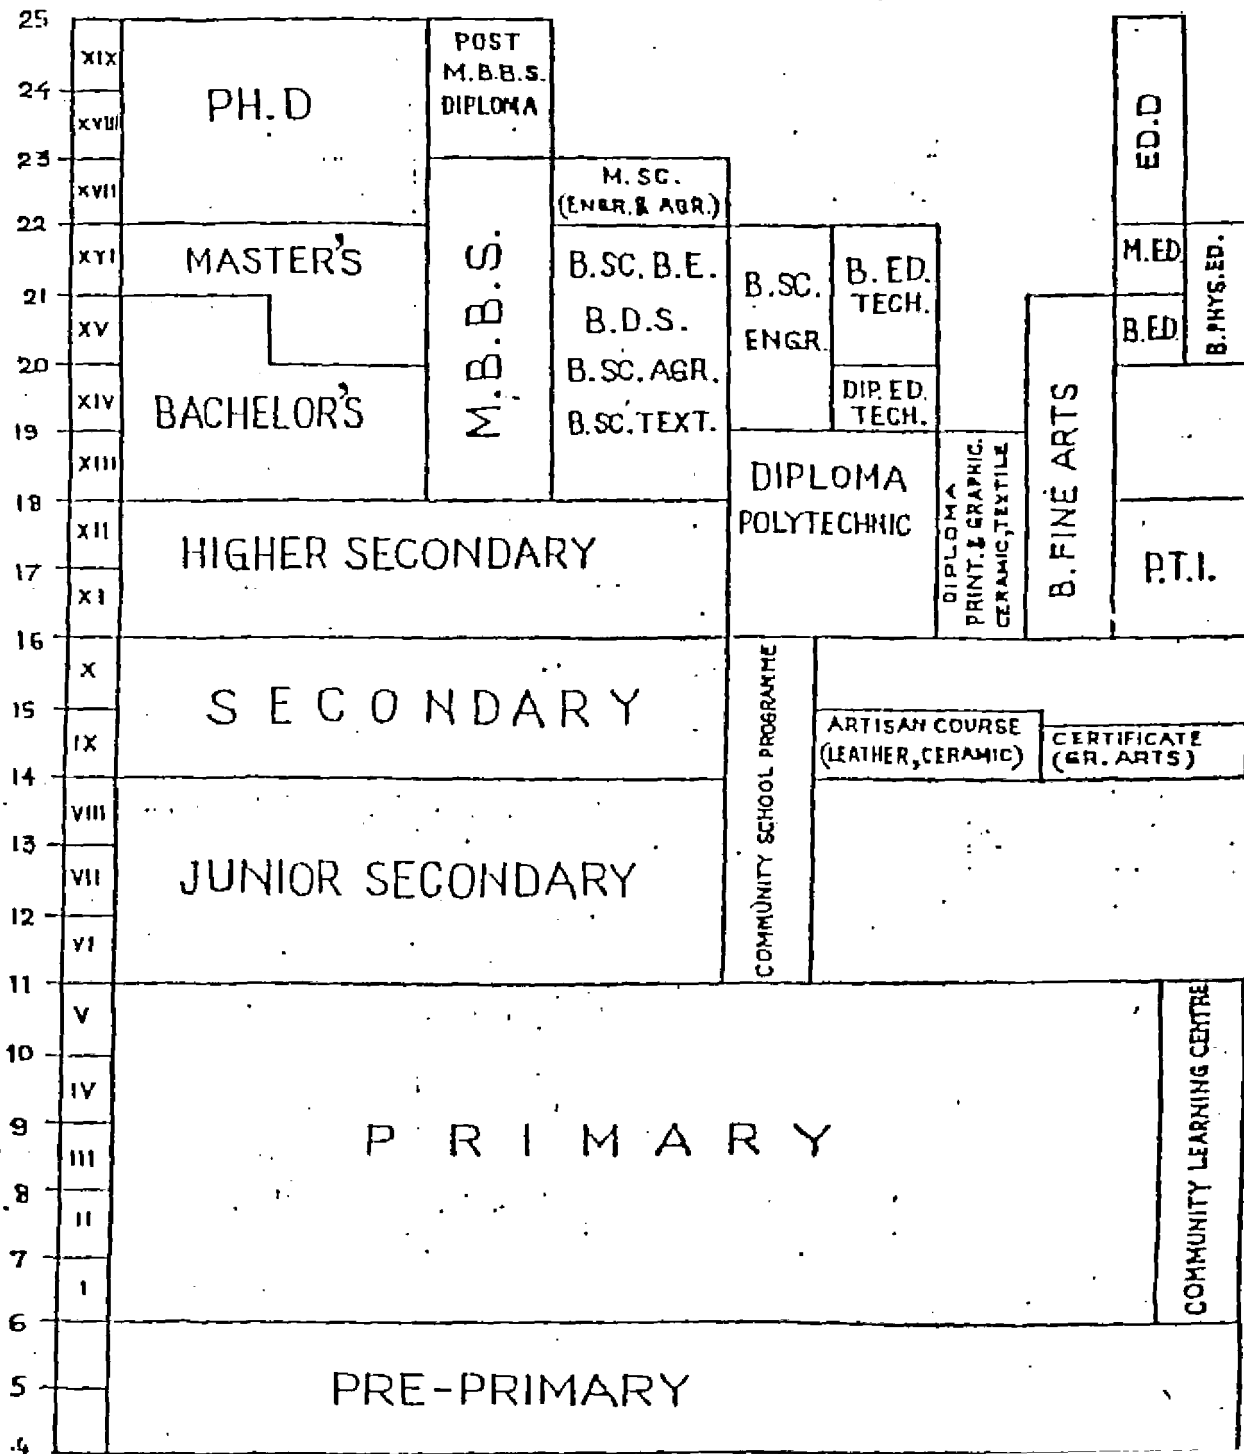 25
XIX
24
XVIII
23
XVII
22
XVI
21
XV
20
XIV
19
XIII
18
XII
17
XI
16
X
15
IX
14
VIII
13
VII
12
VI
11
V
10
IV
9
III
8
II
7
I
6
5
4
PH.D
POST
M.B.B.S.
DIPLOMA
M.SC.
(ENGR. & AGR.)
ED.D
MASTER'S
BACHELOR'S
M.B.B.S.
B.SC. B.E.
B.D.S.
B.SC. AGR.
B.SC. TEXT.
B.SC.
ENGR.
B. ED.
TECH.
DIP. ED.
TECH.
M.ED.
B.ED.
B. PHYS. ED.
HIGHER SECONDARY
DIPLOMA
POLYTECHNIC
DIPLOMA
PRINT. & GRAPHIC.
CERAMIC, TEXTILE
B. FINE ARTS
P.T.I.
SECONDARY
COMMUNITY SCHOOL PROGRAMME
ARTISAN COURSE
(LEATHER, CERAMIC)
CERTIFICATE
(GR. ARTS)
JUNIOR SECONDARY
PRIMARY
COMMUNITY LEARNING CENTRE
PRE-PRIMARY